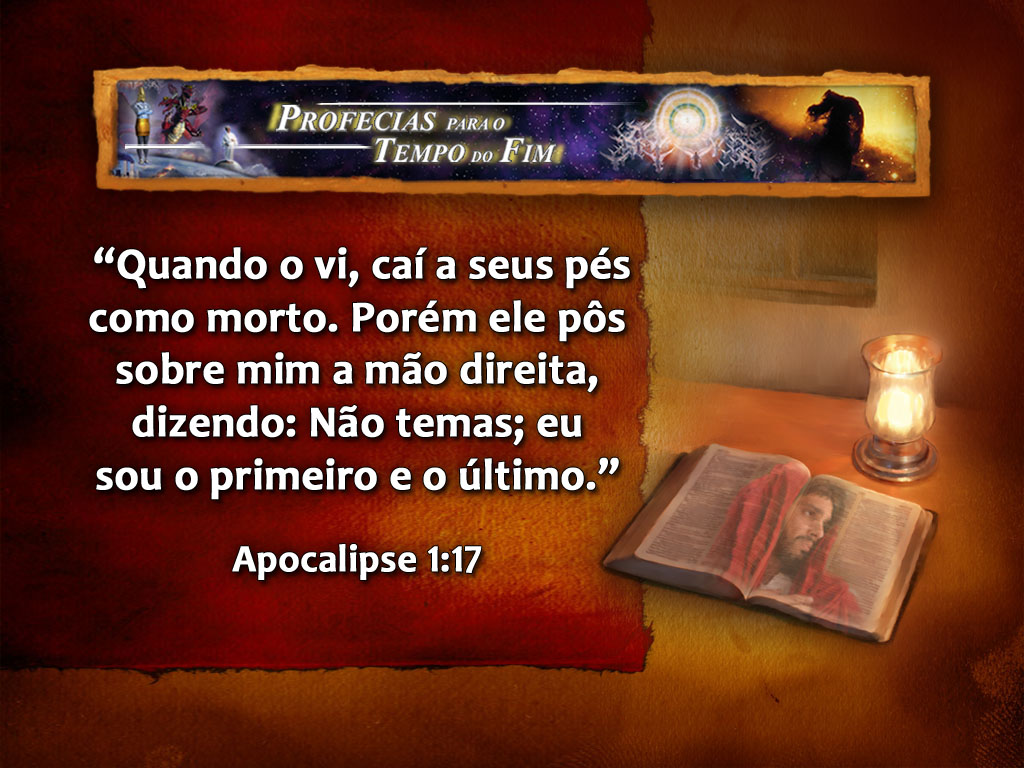 PROFECIAS PARA O
TEMPO DO FIM
“Quando o vi, caí a seus pés
como morto. Porém ele pôs
sobre mim a mão direita,
dizendo: Não temas; eu
sou o primeiro e o último.”
Apocalipse 1:17